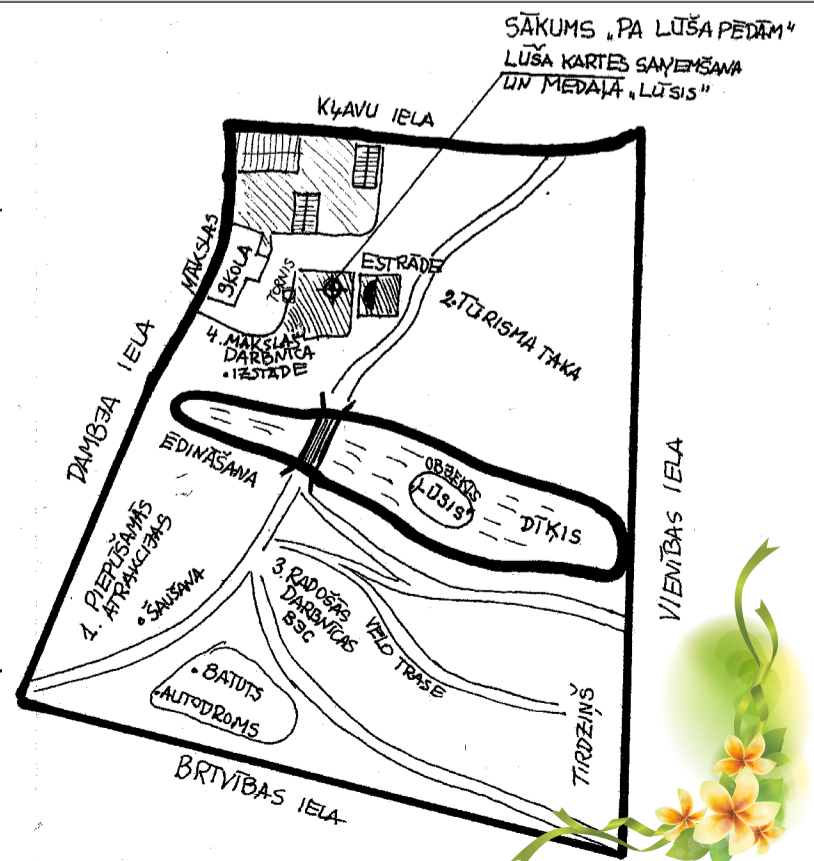 SĀKUMS „PA LŪŠA PĒDĀM"
LŪŠA KARTES SAŅEMŠANA
UN MEDAĻA „LŪSIS"
KĻAVU IELA
MĀKSLAS
SKOLA
TORNIS
ESTRĀDE
4. MĀKSLAS
DARBNĪCA
• IZSTĀDE
2. TŪRISMA TAKA
DAMBJA IELA
ĒDINĀŠANA
OBJEKTS
„LŪSIS"
DĪĶIS
VIENĪBAS IELA
1. PIEPŪŠAMĀS
ATRAKCIJAS
• ŠAUŠANA
3. RADOŠĀS
DARBNĪCAS
BJC
VELO TRASE
• BATUTS
• AUTODROMS
TIRDZIŅŠ
BRĪVĪBAS IELA